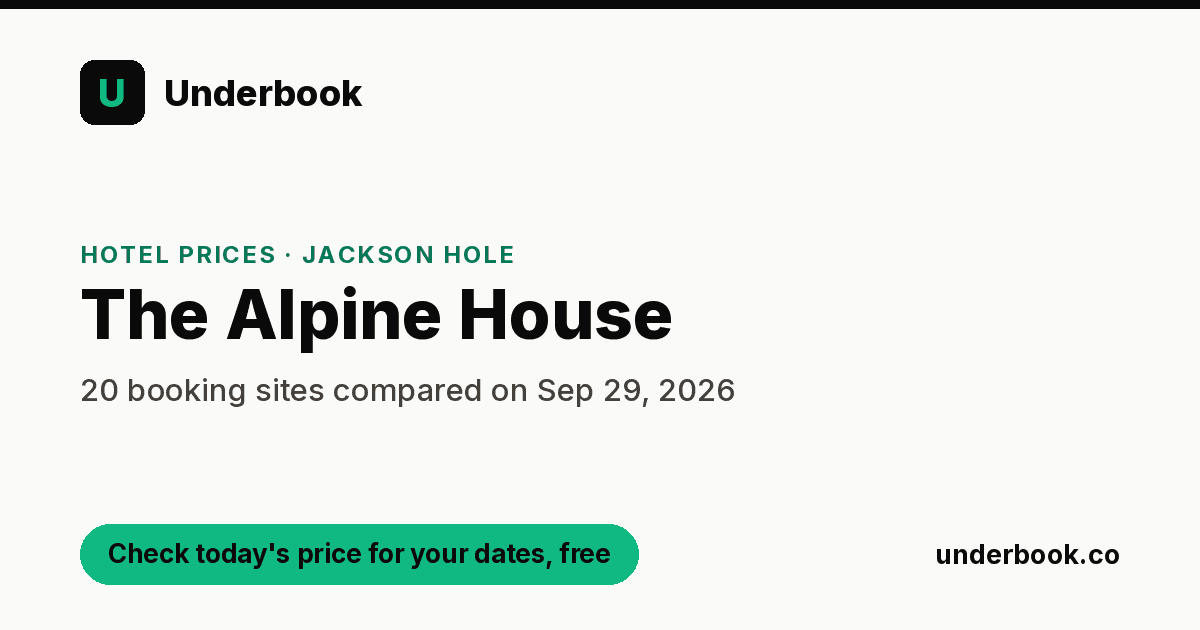 U
Underbook
HOTEL PRICES · JACKSON HOLE
The Alpine House
20 booking sites compared on Sep 29, 2026
Check today's price for your dates, free
underbook.co